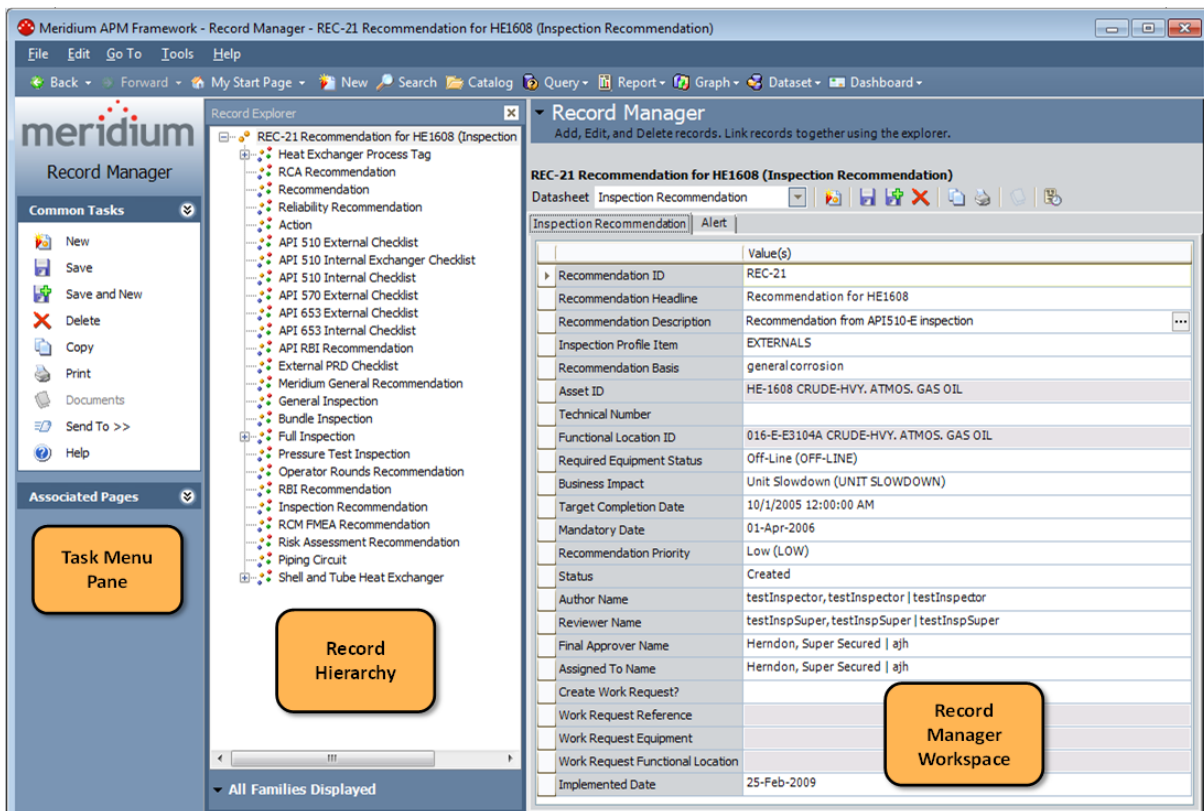 Meridium APM Framework - Record Manager - REC-21 Recommendation for HE1608 (Inspection Recommendation)
File Edit Go To Tools Help
Back Forward My Start Page New Search Catalog Query Report Graph Dataset Dashboard
meridium
Record Manager
Common Tasks
New
Save
Save and New
Delete
Copy
Print
Documents
Send To >>
Help
Associated Pages
Task Menu
Pane
Record Explorer
REC-21 Recommendation for HE1608 (Inspection
Heat Exchanger Process Tag
RCA Recommendation
Recommendation
Reliability Recommendation
Action
API 510 External Checklist
API 510 Internal Exchanger Checklist
API 510 Internal Checklist
API 570 External Checklist
API 653 External Checklist
API 653 Internal Checklist
API RBI Recommendation
External PRD Checklist
Meridium General Recommendation
General Inspection
Bundle Inspection
Full Inspection
Pressure Test Inspection
Operator Rounds Recommendation
RBI Recommendation
Inspection Recommendation
RCM FMEA Recommendation
Risk Assessment Recommendation
Piping Circuit
Shell and Tube Heat Exchanger
Record
Hierarchy
All Families Displayed
Record Manager
Add, Edit, and Delete records. Link records together using the explorer.
REC-21 Recommendation for HE1608 (Inspection Recommendation)
Datasheet Inspection Recommendation
Inspection Recommendation Alert
Value(s)
Recommendation ID REC-21
Recommendation Headline Recommendation for HE1608
Recommendation Description Recommendation from API510-E inspection ...
Inspection Profile Item EXTERNALS
Recommendation Basis general corrosion
Asset ID HE-1608 CRUDE-HVY. ATMOS. GAS OIL
Technical Number
Functional Location ID 016-E-E3104A CRUDE-HVY. ATMOS. GAS OIL
Required Equipment Status Off-Line (OFF-LINE)
Business Impact Unit Slowdown (UNIT SLOWDOWN)
Target Completion Date 10/1/2005 12:00:00 AM
Mandatory Date 01-Apr-2006
Recommendation Priority Low (LOW)
Status Created
Author Name testInspector, testInspector | testInspector
Reviewer Name testInspSuper, testInspSuper | testInspSuper
Final Approver Name Herndon, Super Secured | ajh
Assigned To Name Herndon, Super Secured | ajh
Create Work Request?
Work Request Reference
Work Request Equipment
Work Request Functional Location
Implemented Date 25-Feb-2009
Record
Manager
Workspace